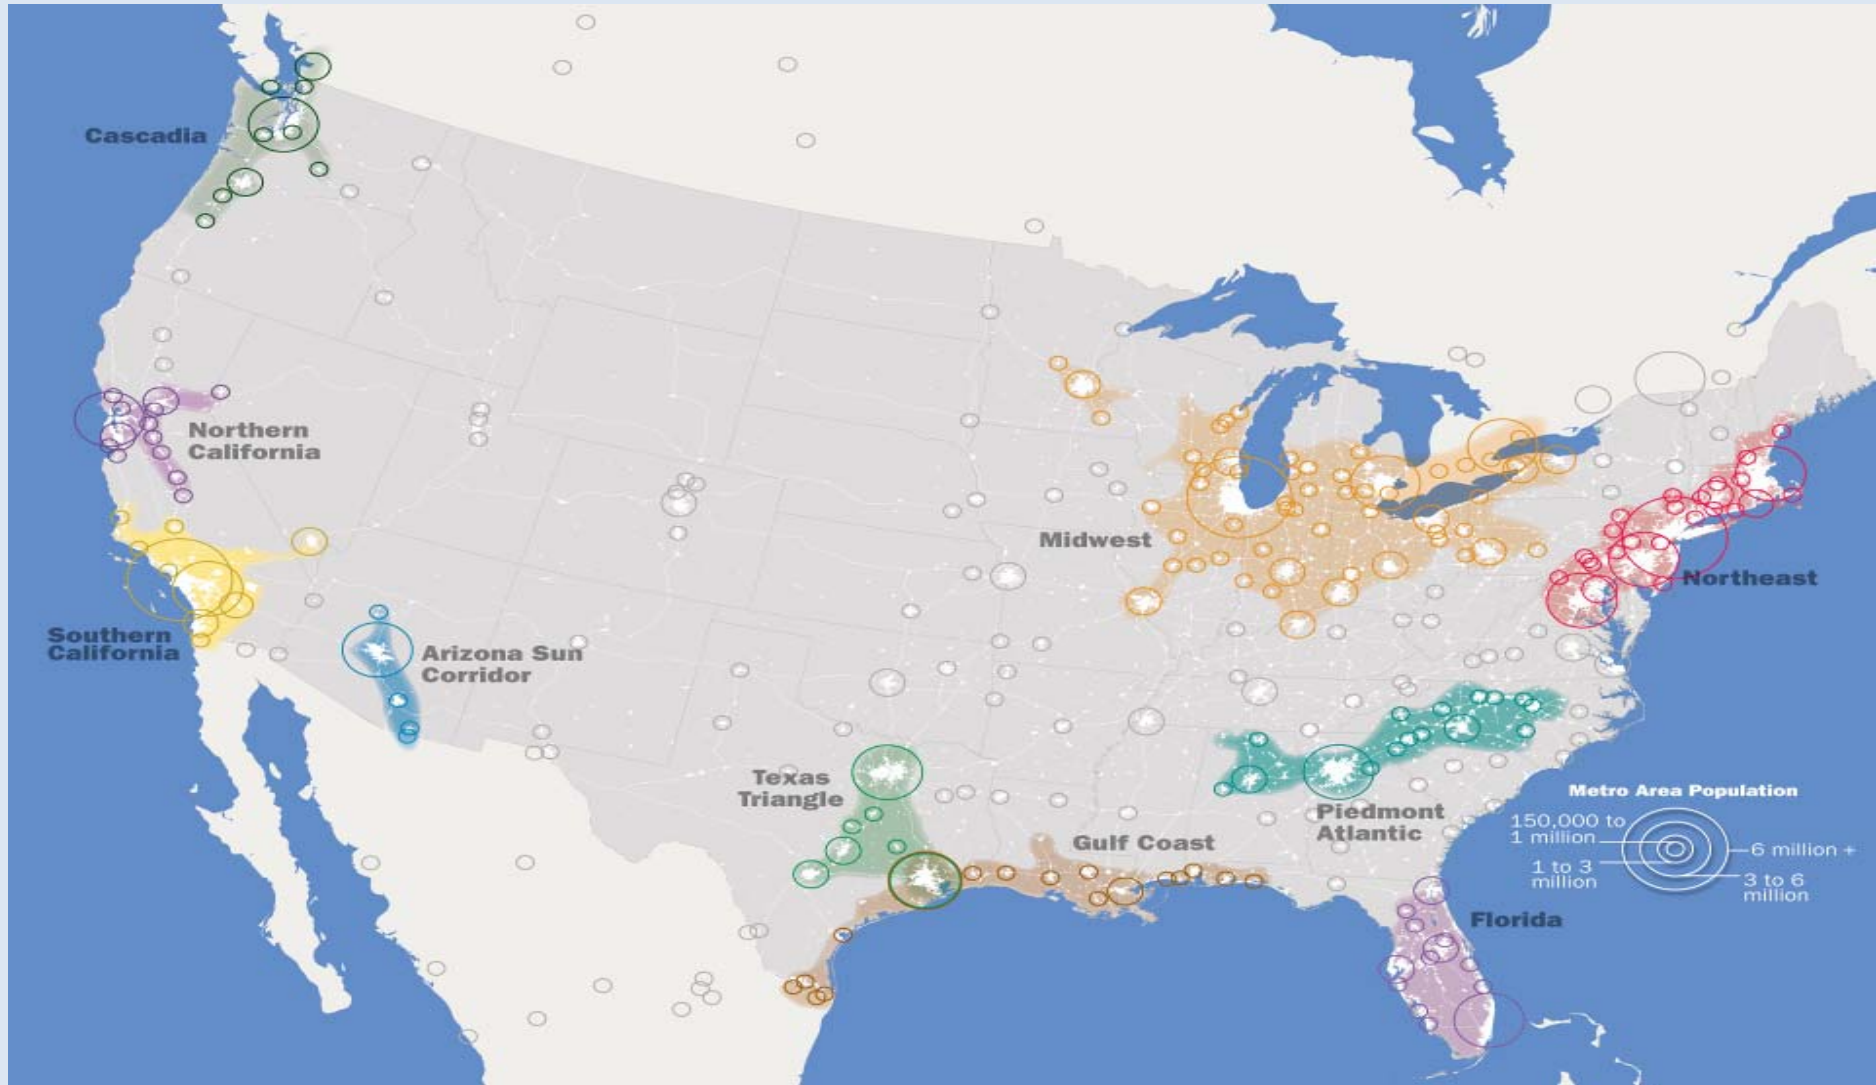 Cascadia
Northern
California
Southern
California
Arizona Sun
Corridor
Texas
Triangle
Gulf Coast
Midwest
Northeast
Piedmont
Atlantic
Florida
Metro Area Population
150,000 to
1 million
1 to 3
million
6 million +
3 to 6
million